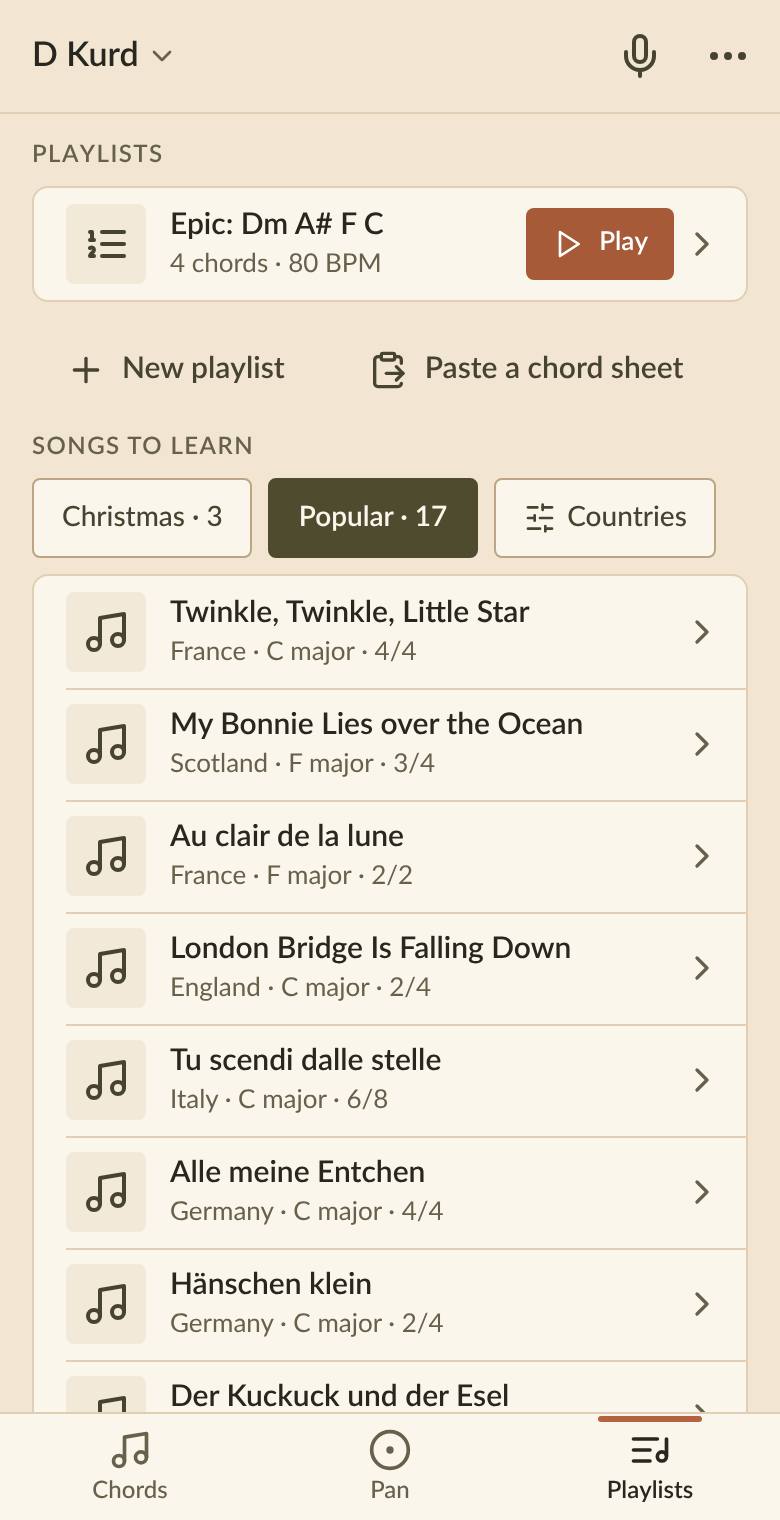 D Kurd
PLAYLISTS
Epic: Dm A# F C
4 chords · 80 BPM
Play
New playlist
Paste a chord sheet
SONGS TO LEARN
Christmas · 3
Popular · 17
Countries
Twinkle, Twinkle, Little Star
France · C major · 4/4
My Bonnie Lies over the Ocean
Scotland · F major · 3/4
Au clair de la lune
France · F major · 2/2
London Bridge Is Falling Down
England · C major · 2/4
Tu scendi dalle stelle
Italy · C major · 6/8
Alle meine Entchen
Germany · C major · 4/4
Hänschen klein
Germany · C major · 2/4
Der Kuckuck und der Esel
Chords
Pan
Playlists